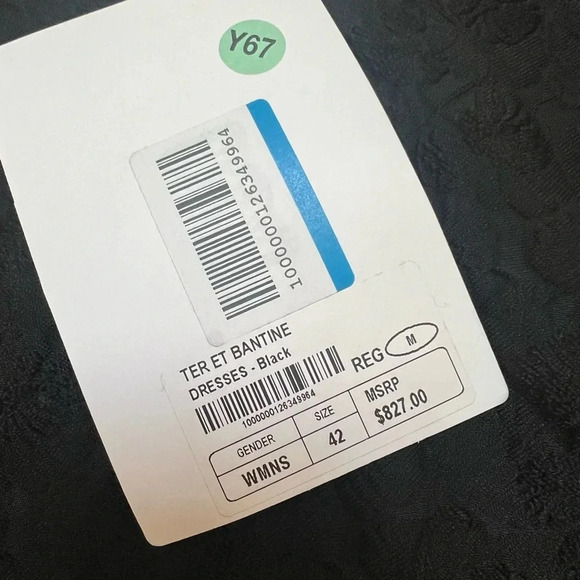 Y67
1000000126349964
TER ET BANTINE
DRESSES - Black
REG M
1000000126349964
GENDER SIZE MSRP
WMNS 42 $827.00